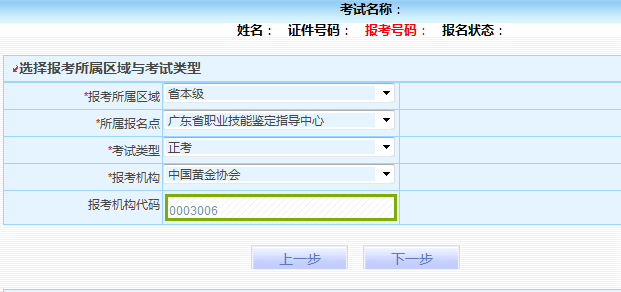 考试名称：
姓名： 证件号码： 报考号码： 报名状态：
选择报考所属区域与考试类型
*报考所属区域 省本级
*所属报名点 广东省职业技能鉴定指导中心
*考试类型 正考
*报考机构 中国黄金协会
报考机构代码 0003006
上一步 下一步